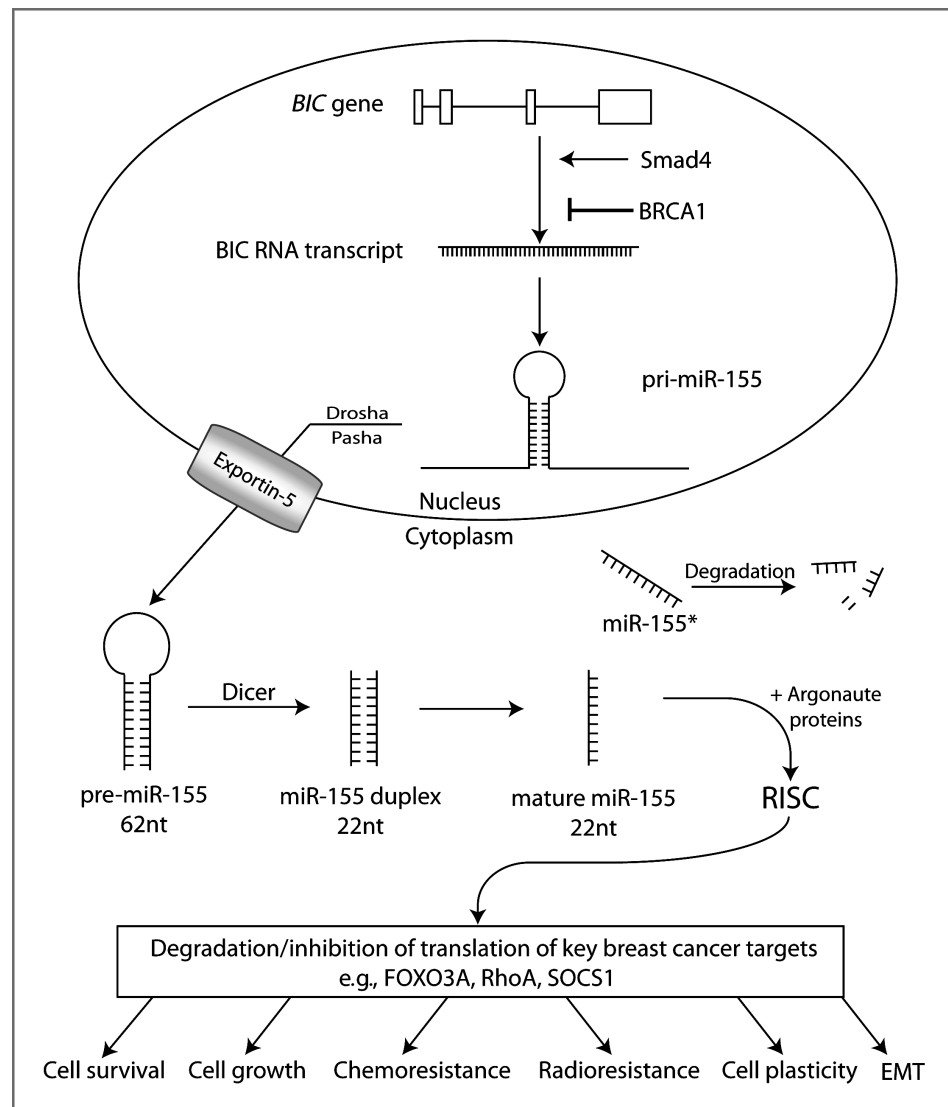 BIC gene
Smad4
BRCA1
BIC RNA transcript
pri-miR-155
Drosha
Pasha
Exportin-5
Nucleus
Cytoplasm
Degradation
miR-155*
Dicer
+ Argonaute
proteins
pre-miR-155
62nt
miR-155 duplex
22nt
mature miR-155
22nt
RISC
Degradation/inhibition of translation of key breast cancer targets
e.g., FOXO3A, RhoA, SOCS1
Cell survival
Cell growth
Chemoresistance
Radioresistance
Cell plasticity
EMT